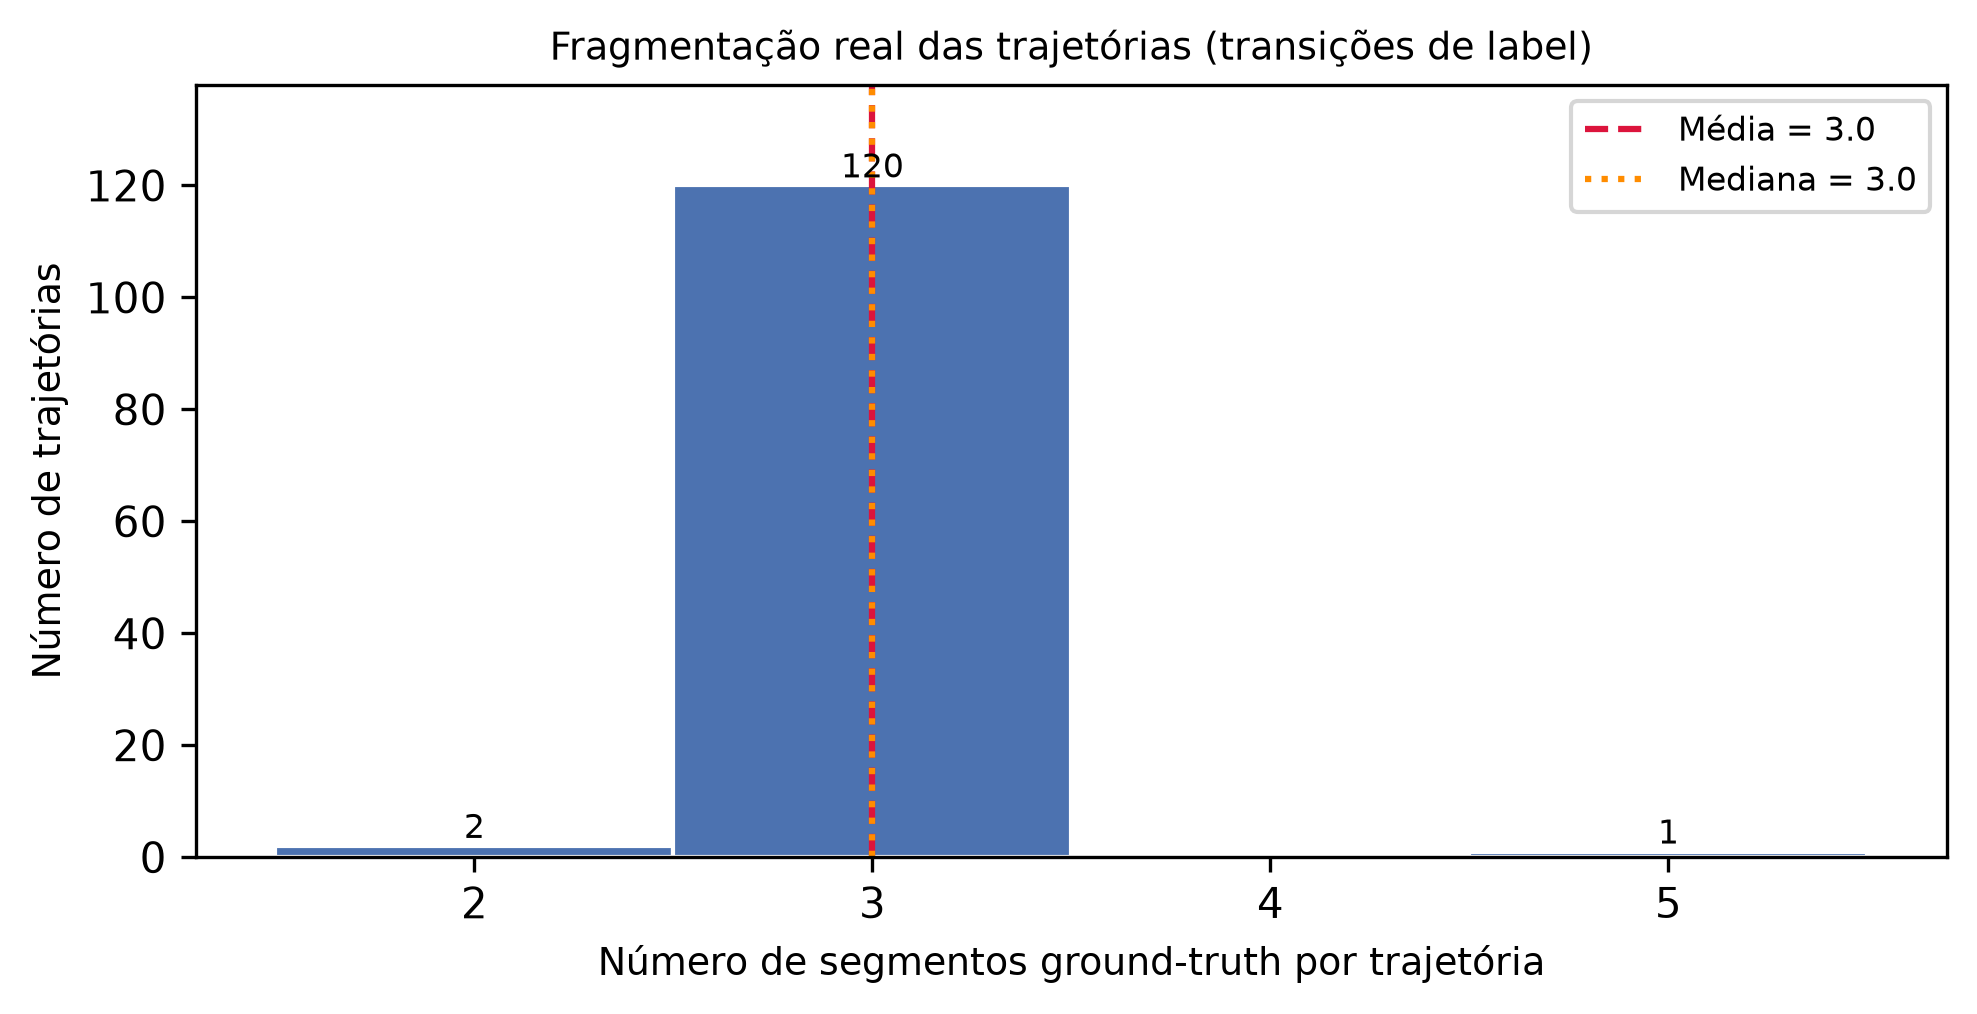 Fragmentação real das trajetórias (transições de label)
Média = 3.0
Mediana = 3.0
Número de trajetórias
120
100
80
60
40
20
0
2
120
1
2 3 4 5
Número de segmentos ground-truth por trajetória